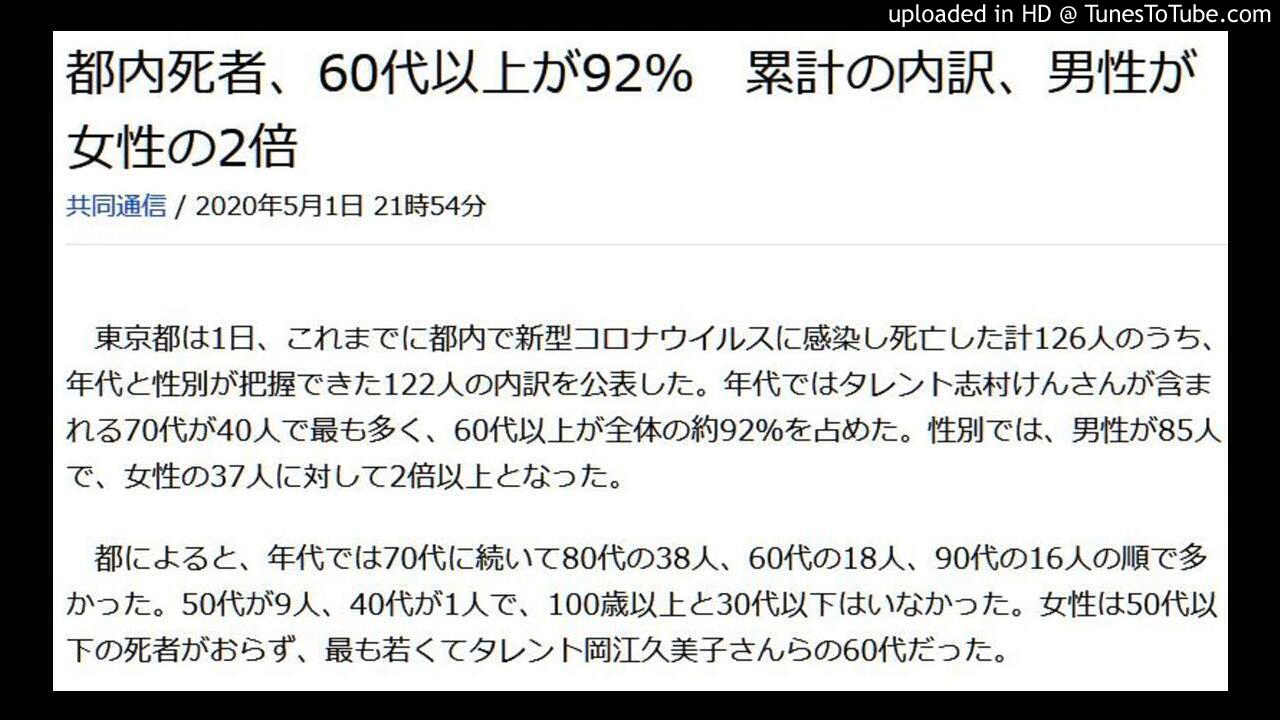 uploaded in HD @ TunesToTube.com
都内死者、60代以上が92%　累計の内訳、男性が
女性の2倍
共同通信 / 2020年5月1日 21時54分
　東京都は1日、これまでに都内で新型コロナウイルスに感染し死亡した計126人のうち、
年代と性別が把握できた122人の内訳を公表した。年代ではタレント志村けんさんが含ま
れる70代が40人で最も多く、60代以上が全体の約92%を占めた。性別では、男性が85人
で、女性の37人に対して2倍以上となった。
　都によると、年代では70代に続いて80代の38人、60代の18人、90代の16人の順で多
かった。50代が9人、40代が1人で、100歳以上と30代以下はいなかった。女性は50代以
下の死者がおらず、最も若くてタレント岡江久美子さんらの60代だった。